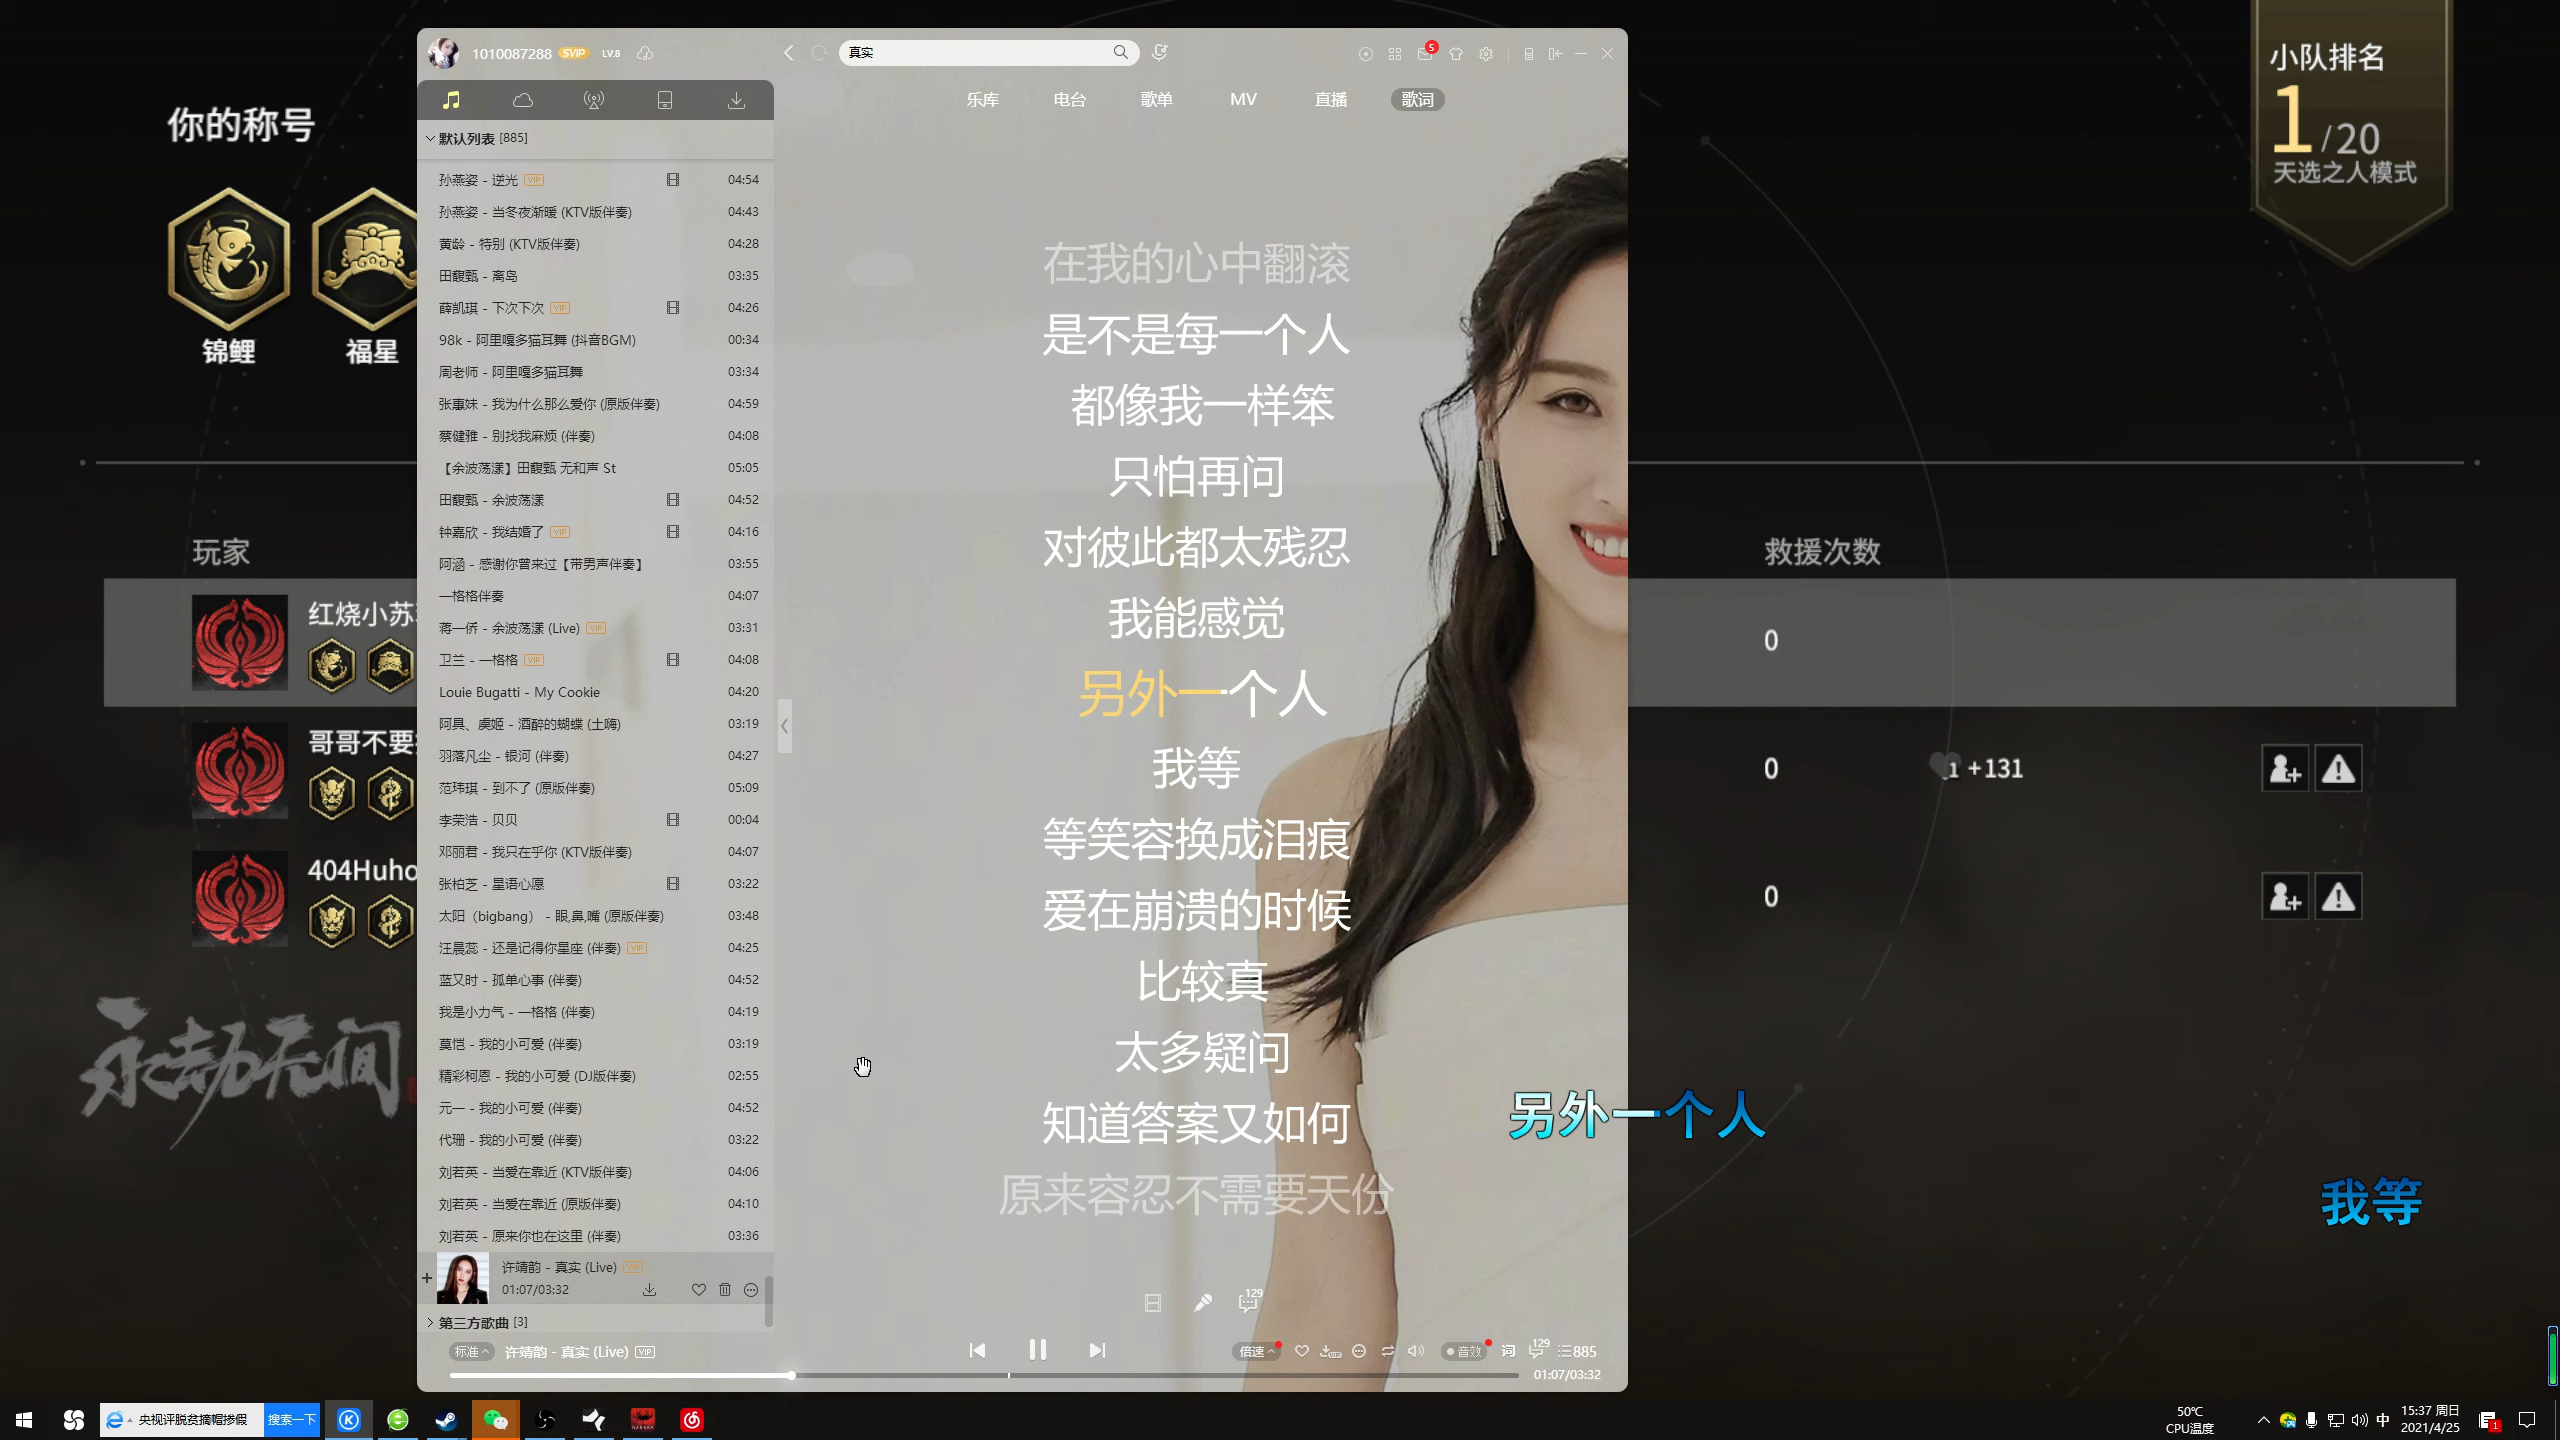 1010087288 SVIP LV.8
真实
5
乐库 电台 歌单 MV 直播 歌词
默认列表 [885]
孙燕姿 - 逆光 VIP 04:54
孙燕姿 - 当冬夜渐暖 (KTV版伴奏) 04:43
黄龄 - 特别 (KTV版伴奏) 04:28
田馥甄 - 离鸟 03:35
薛凯琪 - 下次下次 VIP 04:26
98k - 阿里嘎多猫耳舞 (抖音BGM) 00:34
周老师 - 阿里嘎多猫耳舞 03:34
张惠妹 - 我为什么那么爱你 (原版伴奏) 04:59
蔡健雅 - 别找我麻烦 (伴奏) 04:08
【余波荡漾】田馥甄 无和声 St 05:05
田馥甄 - 余波荡漾 04:52
钟嘉欣 - 我结婚了 VIP 04:16
阿涵 - 感谢你曾来过【带男声伴奏】 03:55
一格格伴奏 04:07
蒋一侨 - 余波荡漾 (Live) VIP 03:31
卫兰 - 一格格 VIP 04:08
Louie Bugatti - My Cookie 04:20
阿具、虞姬 - 酒醉的蝴蝶 (土嗨) 03:19
羽落凡尘 - 银河 (伴奏) 04:27
范玮琪 - 到不了 (原版伴奏) 05:09
李荣浩 - 贝贝 00:04
邓丽君 - 我只在乎你 (KTV版伴奏) 04:07
张柏芝 - 星语心愿 03:22
太阳（bigbang） - 眼,鼻,嘴 (原版伴奏) 03:48
汪晨蕊 - 还是记得你星座 (伴奏) VIP 04:25
蓝又时 - 孤单心事 (伴奏) 04:52
我是小力气 - 一格格 (伴奏) 04:19
莫恺 - 我的小可爱 (伴奏) 03:19
精彩柯恩 - 我的小可爱 (DJ版伴奏) 02:55
元一 - 我的小可爱 (伴奏) 04:52
代珊 - 我的小可爱 (伴奏) 03:22
刘若英 - 当爱在靠近 (KTV版伴奏) 04:06
刘若英 - 当爱在靠近 (原版伴奏) 04:10
刘若英 - 原来你也在这里 (伴奏) 03:36
许靖韵 - 真实 (Live) VIP
01:07/03:32
第三方歌曲 [3]
在我的心中翻滚
是不是每一个人
都像我一样笨
只怕再问
对彼此都太残忍
我能感觉
另外一个人
我等
等笑容换成泪痕
爱在崩溃的时候
比较真
太多疑问
知道答案又如何
原来容忍不需要天份
129
标准 许靖韵 - 真实 (Live) VIP
倍速 音效 词 129 885
01:07/03:32
你的称号
锦鲤 福星
小队排名
1/20
天选之人模式
玩家 救援次数
红烧小苏 0
哥哥不要 0 1 +131
404Huho 0
永劫无间
另外一个人
我等
央视评脱贫摘帽掺假 搜索一下
50℃
CPU温度
中
15:37 周日
2021/4/25
1